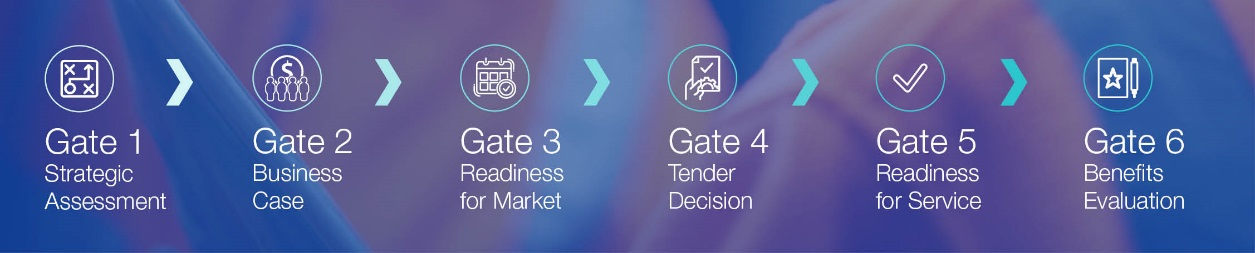 Gate 1
Strategic
Assessment
Gate 2
Business
Case
Gate 3
Readiness
for Market
Gate 4
Tender
Decision
Gate 5
Readiness
for Service
Gate 6
Benefits
Evaluation